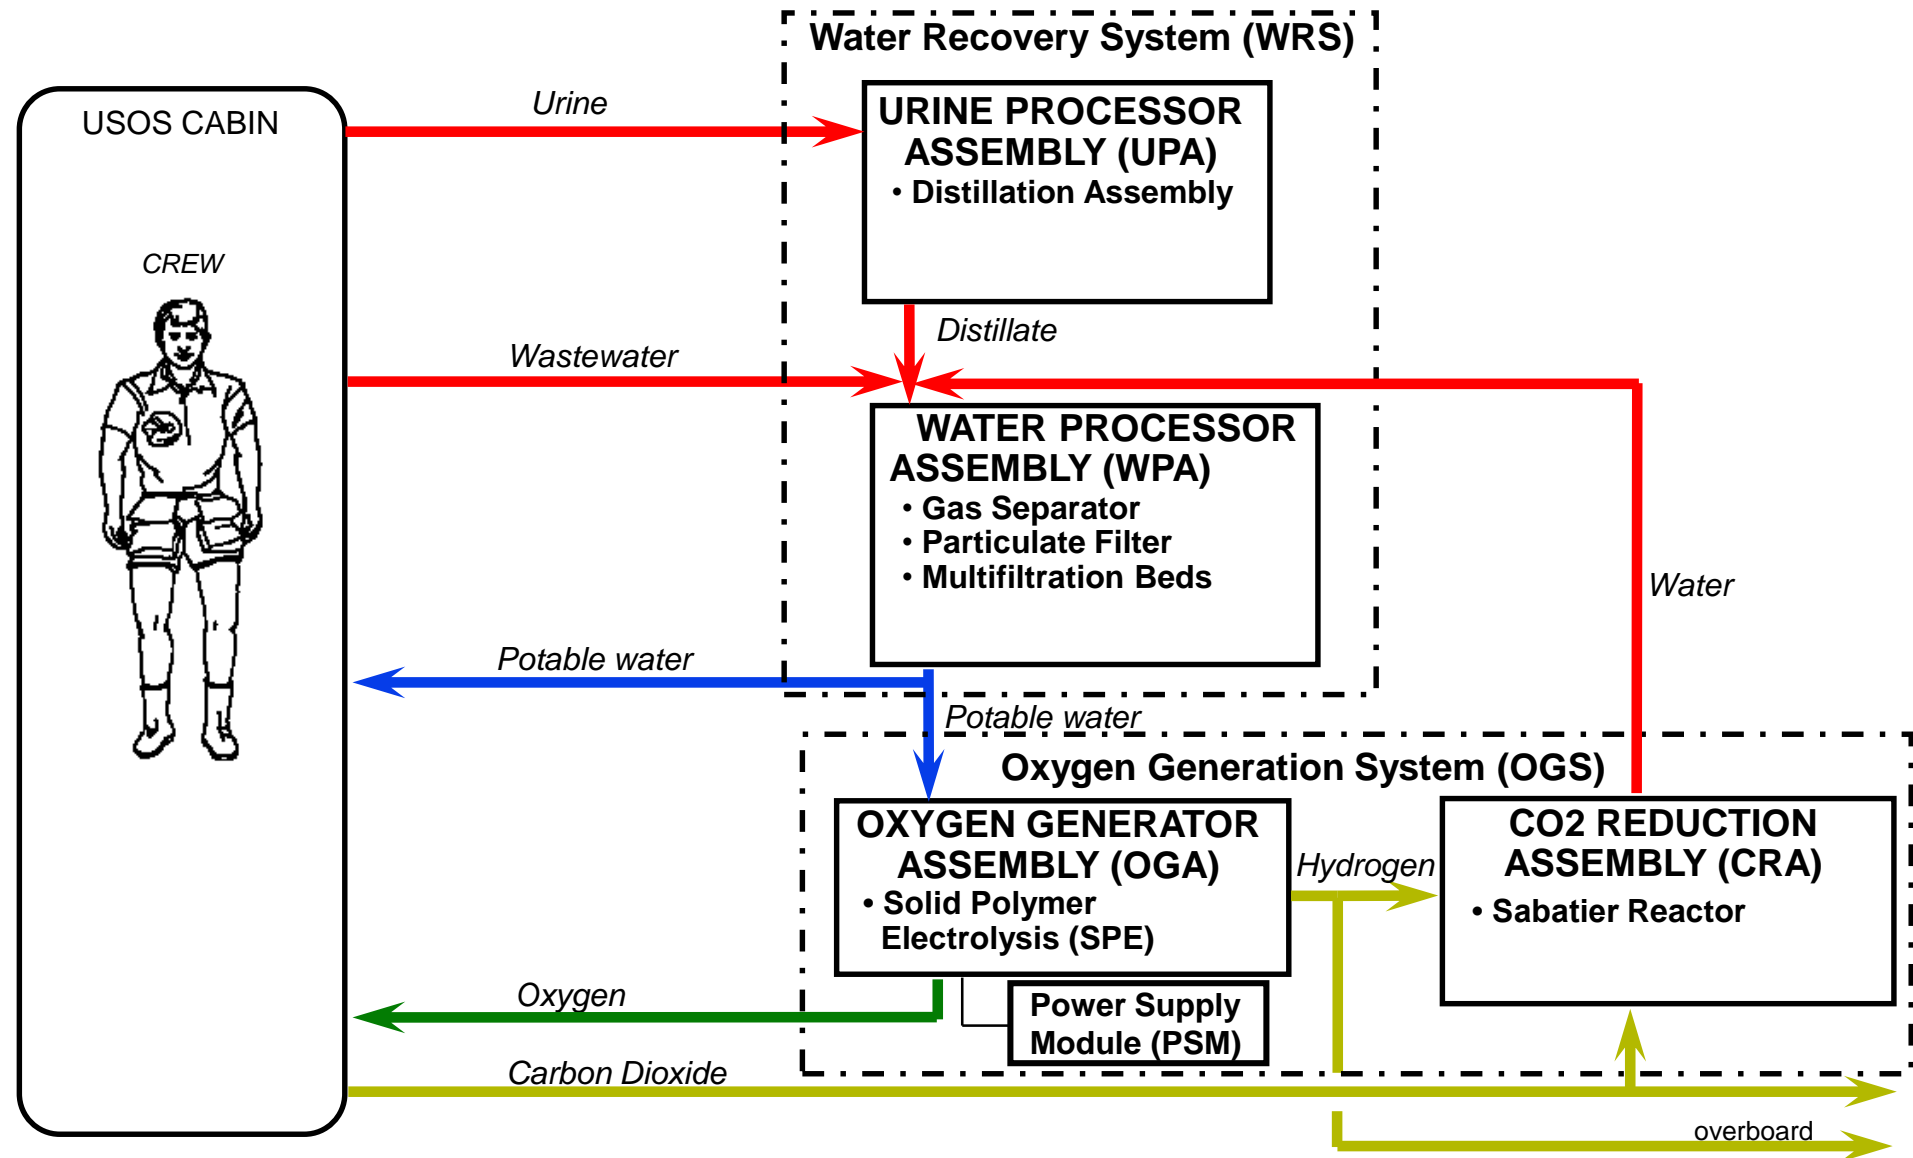 Water Recovery System (WRS)
USOS CABIN
Urine
URINE PROCESSOR
ASSEMBLY (UPA)
• Distillation Assembly
CREW
Distillate
Wastewater
WATER PROCESSOR
ASSEMBLY (WPA)
• Gas Separator
• Particulate Filter
• Multifiltration Beds
Water
Potable water
Potable water
Oxygen Generation System (OGS)
OXYGEN GENERATOR
ASSEMBLY (OGA)
• Solid Polymer
Electrolysis (SPE)
Hydrogen
CO2 REDUCTION
ASSEMBLY (CRA)
• Sabatier Reactor
Oxygen
Power Supply
Module (PSM)
Carbon Dioxide
overboard